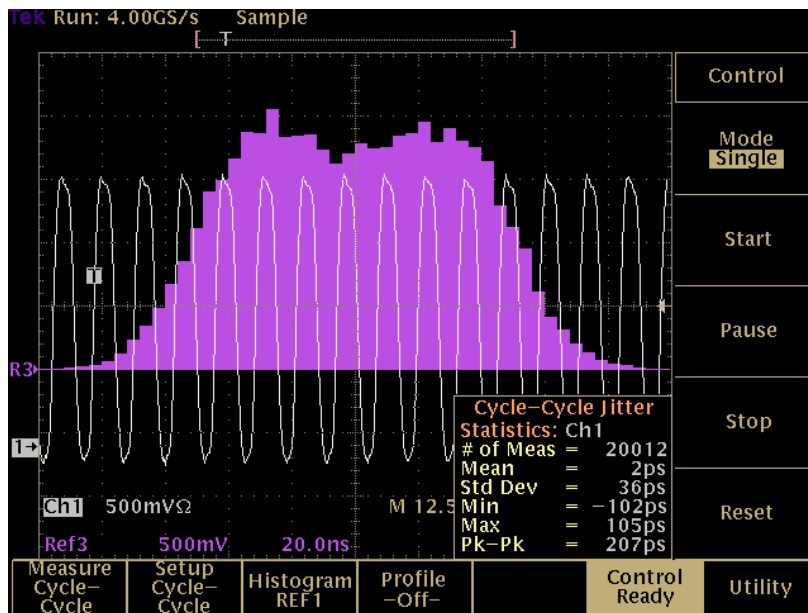 Tek Run: 4.00GS/s Sample
[ T ]
Control
Mode
Single
Start
T
Pause
R3
Stop
1→
Cycle–Cycle Jitter
Statistics: Ch1
# of Meas = 20012
Mean = 2ps
Std Dev = 36ps
Min = –102ps
Max = 105ps
Pk–Pk = 207ps
Ch1 500mVΩ M 12.5
Ref3 500mV 20.0ns
Reset
Measure
Cycle–
Cycle
Setup
Cycle–
Cycle
Histogram
REF1
Profile
–Off–
Control
Ready
Utility